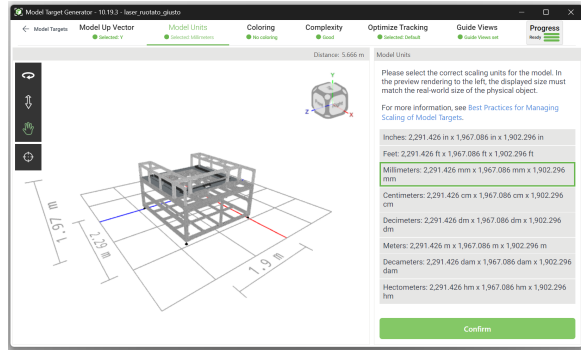 Model Target Generator - 10.19.3 - laser_ruotato_giusto
Model Targets
Model Up Vector
Selected: Y
Model Units
Selected: Millimeters
Coloring
No coloring
Complexity
Good
Optimize Tracking
Selected: Default
Guide Views
Guide Views set
Progress
Ready
Distance: 5.666 m
Model Units
Y
Z
X
1.97 m
2.29 m
1.9 m
Please select the correct scaling units for the model. In
the preview rendering to the left, the displayed size must
match the real-world size of the physical object.
For more information, see Best Practices for Managing
Scaling of Model Targets.
Inches: 2,291.426 in x 1,967.086 in x 1,902.296 in
Feet: 2,291.426 ft x 1,967.086 ft x 1,902.296 ft
Millimeters: 2,291.426 mm x 1,967.086 mm x 1,902.296
mm
Centimeters: 2,291.426 cm x 1,967.086 cm x 1,902.296
cm
Decimeters: 2,291.426 dm x 1,967.086 dm x 1,902.296
dm
Meters: 2,291.426 m x 1,967.086 m x 1,902.296 m
Decameters: 2,291.426 dam x 1,967.086 dam x 1,902.296
dam
Hectometers: 2,291.426 hm x 1,967.086 hm x 1,902.296
hm
Confirm